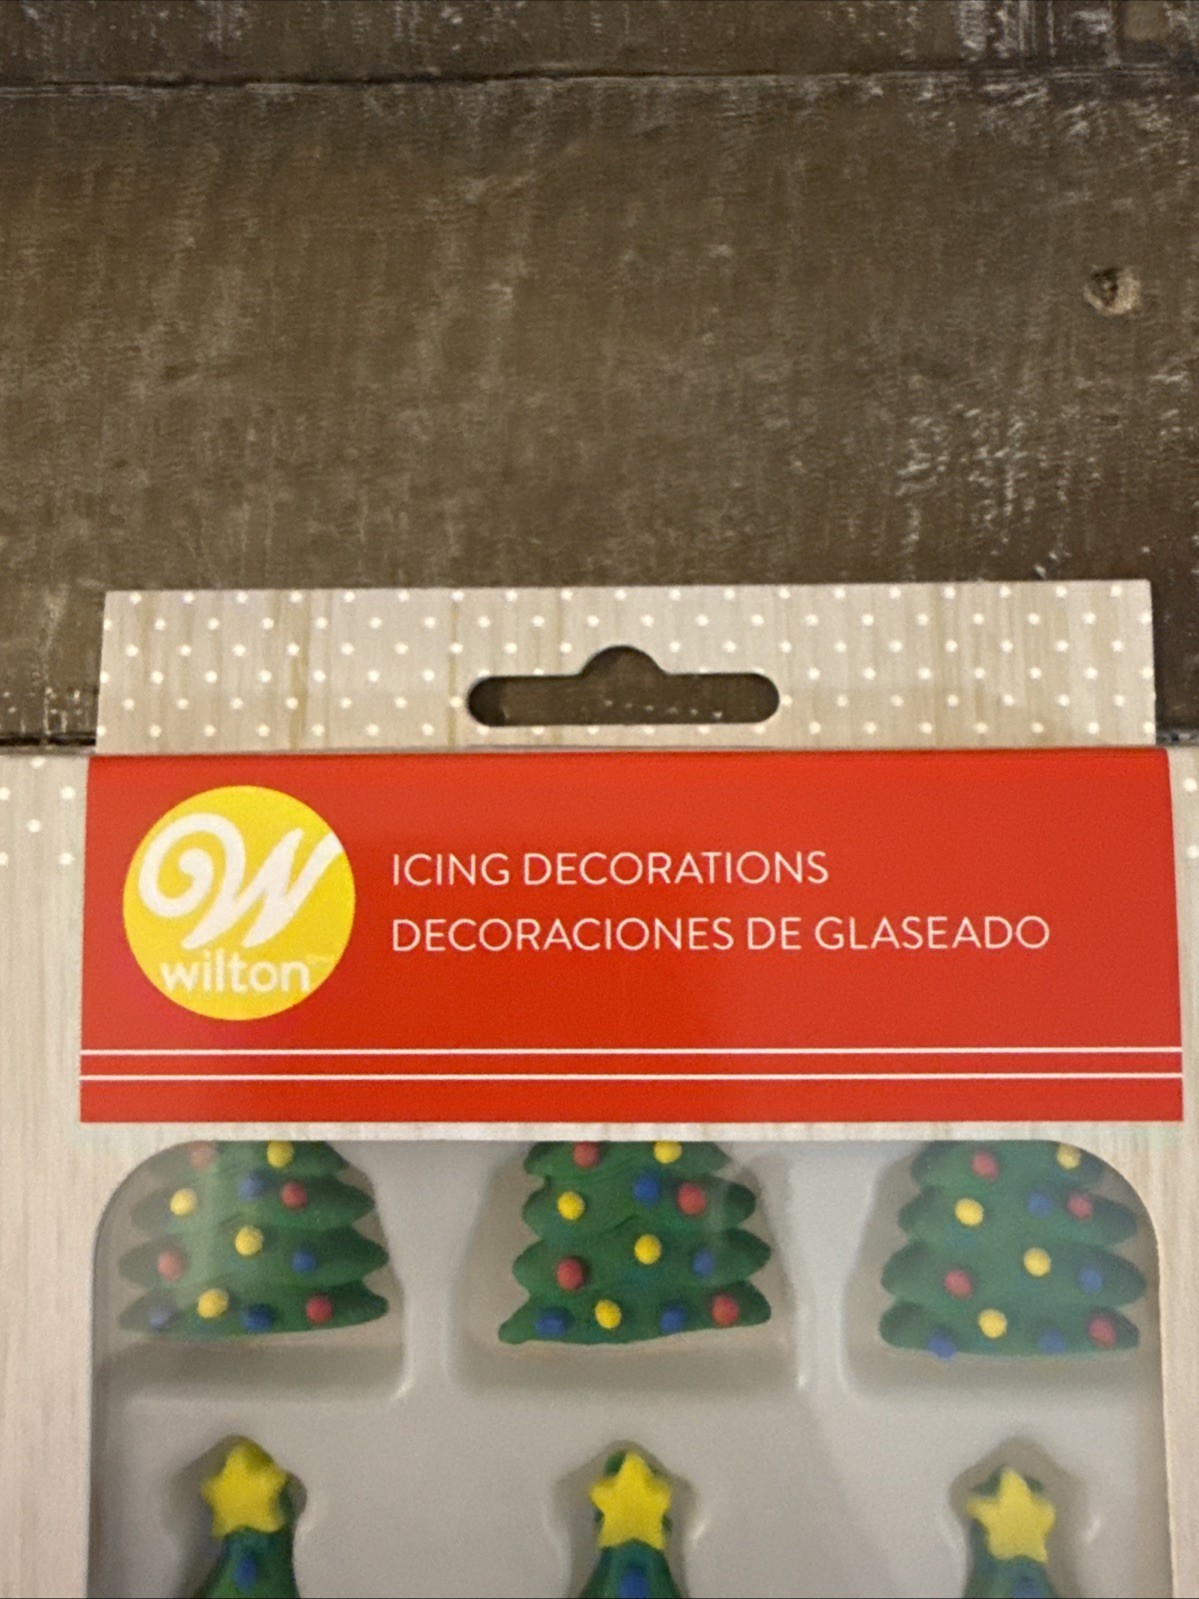 W
wilton
ICING DECORATIONS
DECORACIONES DE GLASEADO